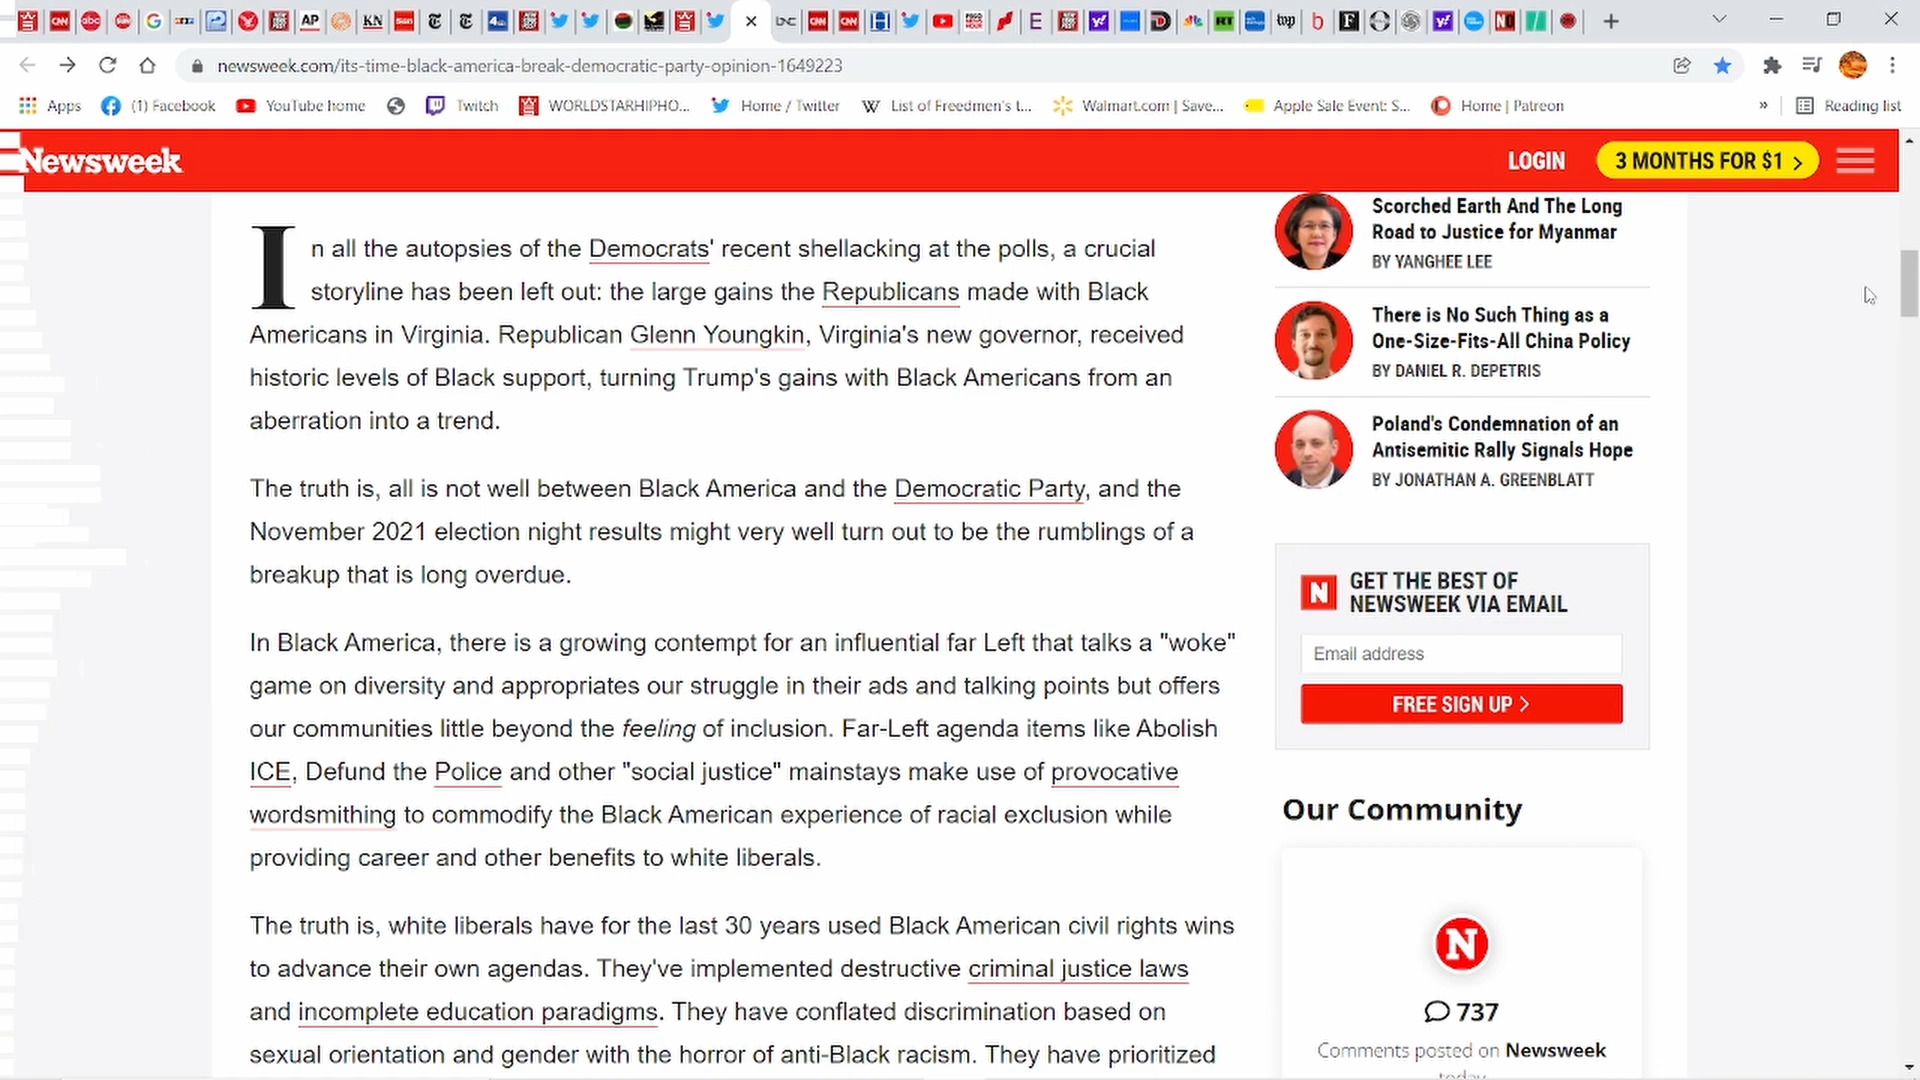 newsweek.com/its-time-black-america-break-democratic-party-opinion-1649223
Apps
(1) Facebook
YouTube home
Twitch
WORLDSTARHIPHO...
Home / Twitter
List of Freedmen's t...
Walmart.com | Save...
Apple Sale Event: S...
Home | Patreon
»
Reading list
Newsweek
LOGIN
3 MONTHS FOR $1 >
In all the autopsies of the Democrats' recent shellacking at the polls, a crucial
storyline has been left out: the large gains the Republicans made with Black
Americans in Virginia. Republican Glenn Youngkin, Virginia's new governor, received
historic levels of Black support, turning Trump's gains with Black Americans from an
aberration into a trend.
The truth is, all is not well between Black America and the Democratic Party, and the
November 2021 election night results might very well turn out to be the rumblings of a
breakup that is long overdue.
In Black America, there is a growing contempt for an influential far Left that talks a "woke"
game on diversity and appropriates our struggle in their ads and talking points but offers
our communities little beyond the feeling of inclusion. Far-Left agenda items like Abolish
ICE, Defund the Police and other "social justice" mainstays make use of provocative
wordsmithing to commodify the Black American experience of racial exclusion while
providing career and other benefits to white liberals.
The truth is, white liberals have for the last 30 years used Black American civil rights wins
to advance their own agendas. They've implemented destructive criminal justice laws
and incomplete education paradigms. They have conflated discrimination based on
sexual orientation and gender with the horror of anti-Black racism. They have prioritized
Scorched Earth And The Long
Road to Justice for Myanmar
BY YANGHEE LEE
There is No Such Thing as a
One-Size-Fits-All China Policy
BY DANIEL R. DEPETRIS
Poland's Condemnation of an
Antisemitic Rally Signals Hope
BY JONATHAN A. GREENBLATT
N
GET THE BEST OF
NEWSWEEK VIA EMAIL
Email address
FREE SIGN UP >
Our Community
N
737
Comments posted on Newsweek
today